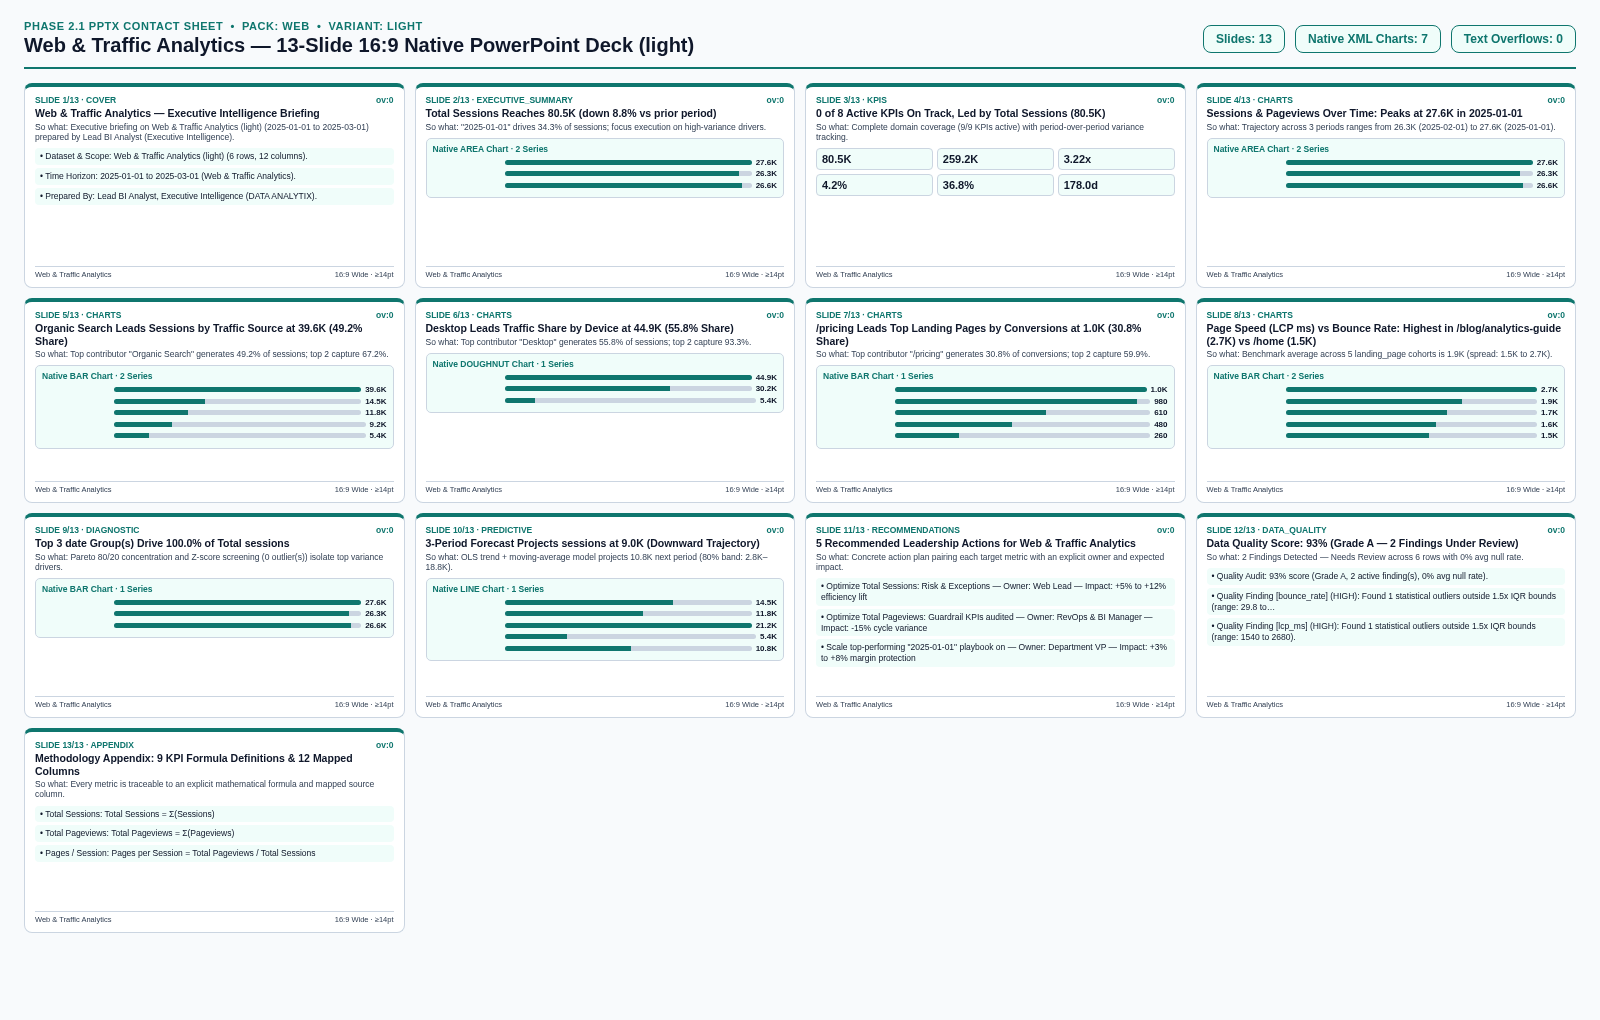 PHASE 2.1 PPTX CONTACT SHEET • PACK: WEB • VARIANT: LIGHT
Web & Traffic Analytics — 13-Slide 16:9 Native PowerPoint Deck (light)
Slides: 13
Native XML Charts: 7
Text Overflows: 0
SLIDE 1/13 · COVER
ov:0
Web & Traffic Analytics — Executive Intelligence Briefing
So what: Executive briefing on Web & Traffic Analytics (light) (2025-01-01 to 2025-03-01)
prepared by Lead BI Analyst (Executive Intelligence).
• Dataset & Scope: Web & Traffic Analytics (light) (6 rows, 12 columns).
• Time Horizon: 2025-01-01 to 2025-03-01 (Web & Traffic Analytics).
• Prepared By: Lead BI Analyst, Executive Intelligence (DATA ANALYTIX).
Web & Traffic Analytics
16:9 Wide · ≥14pt
SLIDE 2/13 · EXECUTIVE_SUMMARY
ov:0
Total Sessions Reaches 80.5K (down 8.8% vs prior period)
So what: "2025-01-01" drives 34.3% of sessions; focus execution on high-variance drivers.
Native AREA Chart · 2 Series
27.6K
26.3K
26.6K
Web & Traffic Analytics
16:9 Wide · ≥14pt
SLIDE 3/13 · KPIS
ov:0
0 of 8 Active KPIs On Track, Led by Total Sessions (80.5K)
So what: Complete domain coverage (9/9 KPIs active) with period-over-period variance
tracking.
80.5K
259.2K
3.22x
4.2%
36.8%
178.0d
Web & Traffic Analytics
16:9 Wide · ≥14pt
SLIDE 4/13 · CHARTS
ov:0
Sessions & Pageviews Over Time: Peaks at 27.6K in 2025-01-01
So what: Trajectory across 3 periods ranges from 26.3K (2025-02-01) to 27.6K (2025-01-01).
Native AREA Chart · 2 Series
27.6K
26.3K
26.6K
Web & Traffic Analytics
16:9 Wide · ≥14pt
SLIDE 5/13 · CHARTS
ov:0
Organic Search Leads Sessions by Traffic Source at 39.6K (49.2%
Share)
So what: Top contributor "Organic Search" generates 49.2% of sessions; top 2 capture 67.2%.
Native BAR Chart · 2 Series
39.6K
14.5K
11.8K
9.2K
5.4K
Web & Traffic Analytics
16:9 Wide · ≥14pt
SLIDE 6/13 · CHARTS
ov:0
Desktop Leads Traffic Share by Device at 44.9K (55.8% Share)
So what: Top contributor "Desktop" generates 55.8% of sessions; top 2 capture 93.3%.
Native DOUGHNUT Chart · 1 Series
44.9K
30.2K
5.4K
Web & Traffic Analytics
16:9 Wide · ≥14pt
SLIDE 7/13 · CHARTS
ov:0
/pricing Leads Top Landing Pages by Conversions at 1.0K (30.8%
Share)
So what: Top contributor "/pricing" generates 30.8% of conversions; top 2 capture 59.9%.
Native BAR Chart · 1 Series
1.0K
980
610
480
260
Web & Traffic Analytics
16:9 Wide · ≥14pt
SLIDE 8/13 · CHARTS
ov:0
Page Speed (LCP ms) vs Bounce Rate: Highest in /blog/analytics-guide
(2.7K) vs /home (1.5K)
So what: Benchmark average across 5 landing_page cohorts is 1.9K (spread: 1.5K to 2.7K).
Native BAR Chart · 2 Series
2.7K
1.9K
1.7K
1.6K
1.5K
Web & Traffic Analytics
16:9 Wide · ≥14pt
SLIDE 9/13 · DIAGNOSTIC
ov:0
Top 3 date Group(s) Drive 100.0% of Total sessions
So what: Pareto 80/20 concentration and Z-score screening (0 outlier(s)) isolate top variance
drivers.
Native BAR Chart · 1 Series
27.6K
26.3K
26.6K
Web & Traffic Analytics
16:9 Wide · ≥14pt
SLIDE 10/13 · PREDICTIVE
ov:0
3-Period Forecast Projects sessions at 9.0K (Downward Trajectory)
So what: OLS trend + moving-average model projects 10.8K next period (80% band: 2.8K–
18.8K).
Native LINE Chart · 1 Series
14.5K
11.8K
21.2K
5.4K
10.8K
Web & Traffic Analytics
16:9 Wide · ≥14pt
SLIDE 11/13 · RECOMMENDATIONS
ov:0
5 Recommended Leadership Actions for Web & Traffic Analytics
So what: Concrete action plan pairing each target metric with an explicit owner and expected
impact.
• Optimize Total Sessions: Risk & Exceptions — Owner: Web Lead — Impact: +5% to +12%
efficiency lift
• Optimize Total Pageviews: Guardrail KPIs audited — Owner: RevOps & BI Manager —
Impact: -15% cycle variance
• Scale top-performing "2025-01-01" playbook on — Owner: Department VP — Impact: +3%
to +8% margin protection
Web & Traffic Analytics
16:9 Wide · ≥14pt
SLIDE 12/13 · DATA_QUALITY
ov:0
Data Quality Score: 93% (Grade A — 2 Findings Under Review)
So what: 2 Findings Detected — Needs Review across 6 rows with 0% avg null rate.
• Quality Audit: 93% score (Grade A, 2 active finding(s), 0% avg null rate).
• Quality Finding [bounce_rate] (HIGH): Found 1 statistical outliers outside 1.5x IQR bounds
(range: 29.8 to…
• Quality Finding [lcp_ms] (HIGH): Found 1 statistical outliers outside 1.5x IQR bounds
(range: 1540 to 2680).
Web & Traffic Analytics
16:9 Wide · ≥14pt
SLIDE 13/13 · APPENDIX
ov:0
Methodology Appendix: 9 KPI Formula Definitions & 12 Mapped
Columns
So what: Every metric is traceable to an explicit mathematical formula and mapped source
column.
• Total Sessions: Total Sessions = Σ(Sessions)
• Total Pageviews: Total Pageviews = Σ(Pageviews)
• Pages / Session: Pages per Session = Total Pageviews / Total Sessions
Web & Traffic Analytics
16:9 Wide · ≥14pt